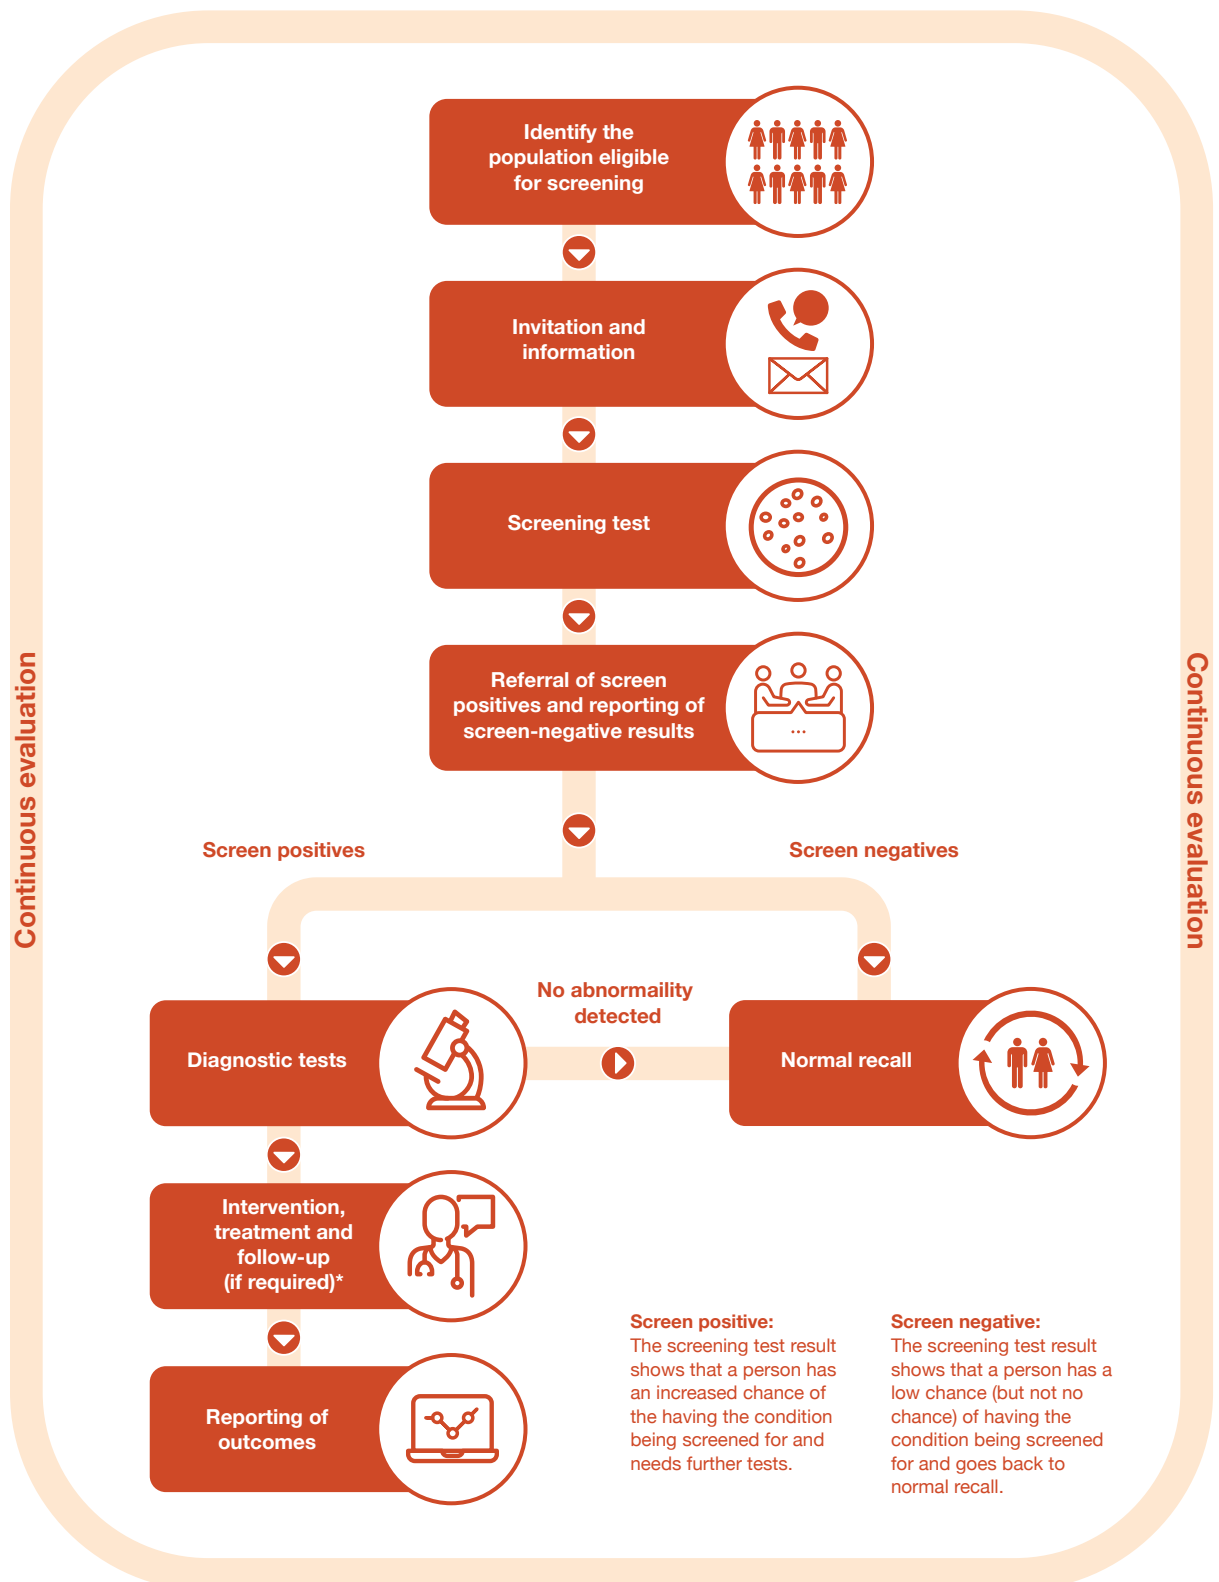 Identify the
population eligible
for screening
Invitation and
information
Screening test
Referral of screen
positives and reporting of
screen-negative results
Continuous evaluation
Continuous evaluation
Screen positives
Screen negatives
No abnormaility
detected
Diagnostic tests
Normal recall
Intervention,
treatment and
follow-up
(if required)*
Reporting of
outcomes
Screen positive:
The screening test result
shows that a person has
an increased chance of
the having the condition
being screened for and
needs further tests.
Screen negative:
The screening test result
shows that a person has a
low chance (but not no
chance) of having the
condition being screened
for and goes back to
normal recall.